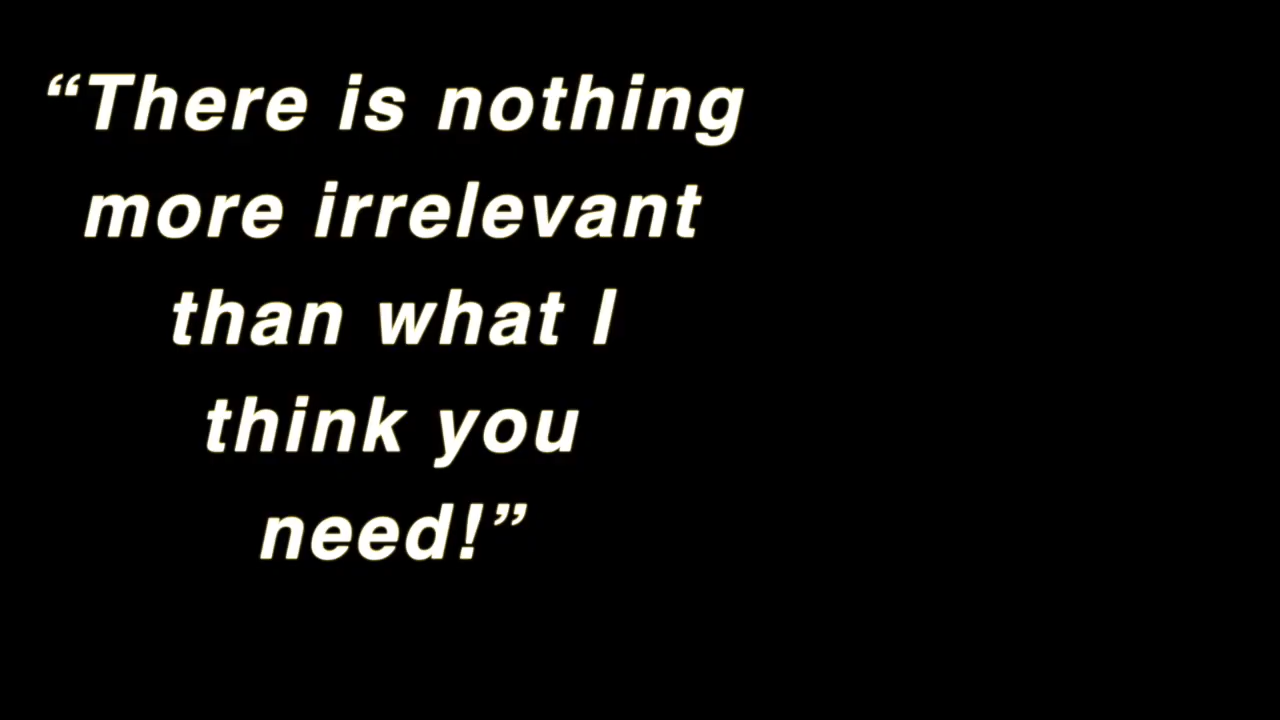 “There is nothing
more irrelevant
than what I
think you
need!”